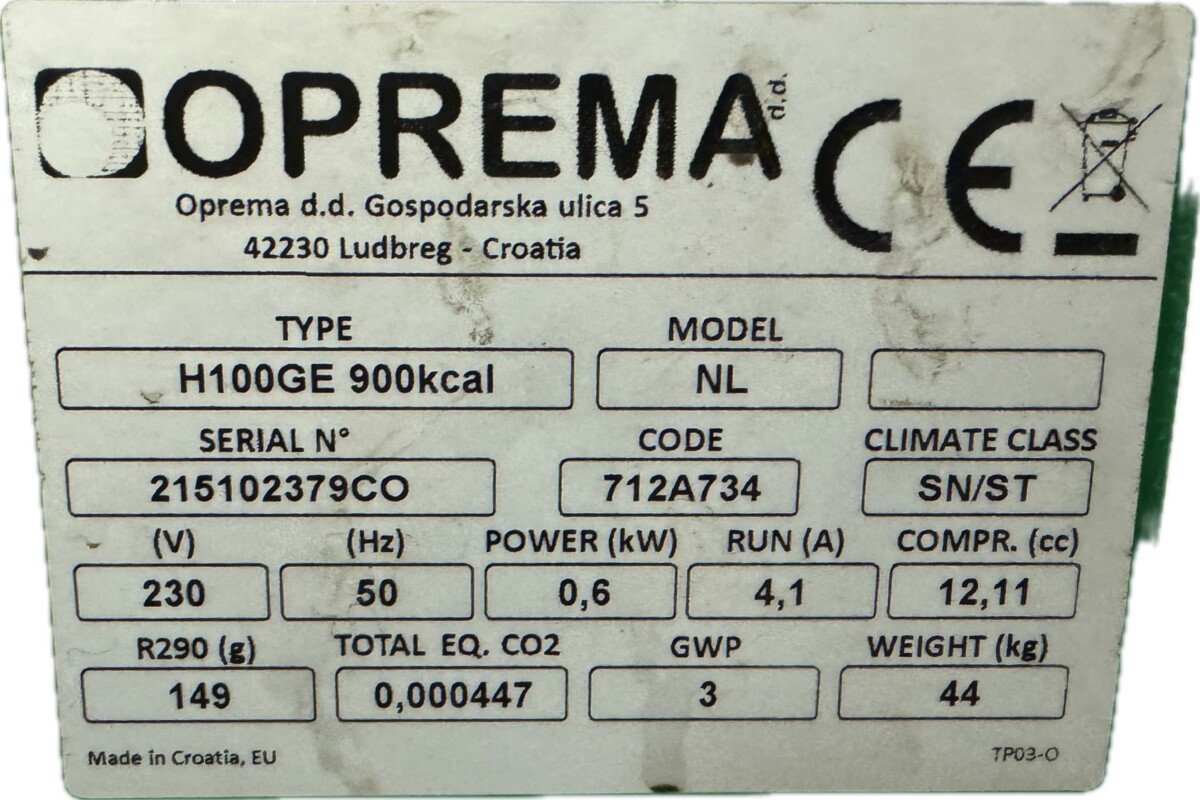 OPREMA d.d.
CE
Oprema d.d. Gospodarska ulica 5
42230 Ludbreg - Croatia
TYPE MODEL
H100GE 900kcal NL
SERIAL N° CODE CLIMATE CLASS
215102379CO 712A734 SN/ST
(V) (Hz) POWER (kW) RUN (A) COMPR. (cc)
230 50 0,6 4,1 12,11
R290 (g) TOTAL EQ. CO2 GWP WEIGHT (kg)
149 0,000447 3 44
Made in Croatia, EU TP03-O